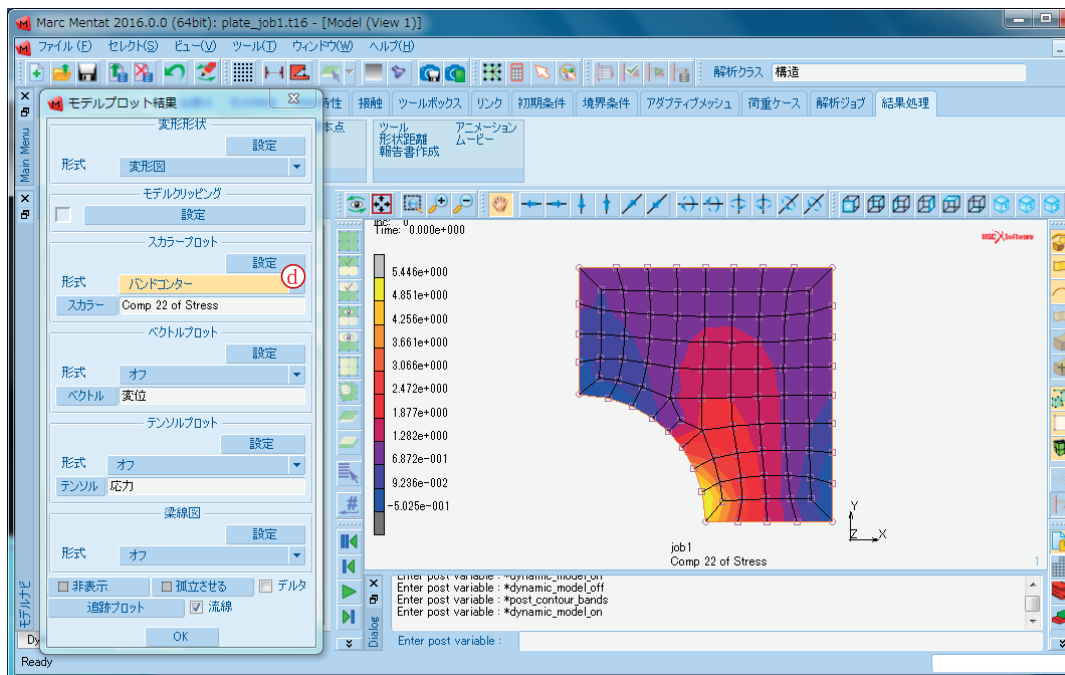 Marc Mentat 2016.0.0 (64bit): plate_job1.t16 - [Model (View 1)]
ファイル (F) セレクト(S) ビュー(V) ツール(T) ウィンドウ(W) ヘルプ(H)
解析クラス 構造
モデルプロット結果
特性 接触 ツールボックス リンク 初期条件 境界条件 アダプティブメッシュ 荷重ケース 解析ジョブ 結果処理
本点 ツール アニメーション
形状距離 ムービー
報告書作成
Main Menu
変形形状
設定
形式 変形図
モデルクリッピング
設定
スカラープロット
設定
形式 バンドコンター d
スカラー Comp 22 of Stress
ベクトルプロット
設定
形式 オフ
ベクトル 変位
テンソルプロット
設定
形式 オフ
テンソル 応力
梁線図
設定
形式 オフ
非表示 孤立させる デルタ
追跡プロット 流線
OK
モデルナビ
Dy
Ready
Inc: 0
Time: 0.000e+000
MSC Software
5.446e+000
4.851e+000
4.256e+000
3.661e+000
3.066e+000
2.472e+000
1.877e+000
1.282e+000
6.872e-001
9.236e-002
-5.025e-001
Y
Z X
job1
Comp 22 of Stress
1
Enter post variable : *dynamic_model_on
Enter post variable : *dynamic_model_off
Enter post variable : *post_contour_bands
Enter post variable : *dynamic_model_on
Dialog
Enter post variable :